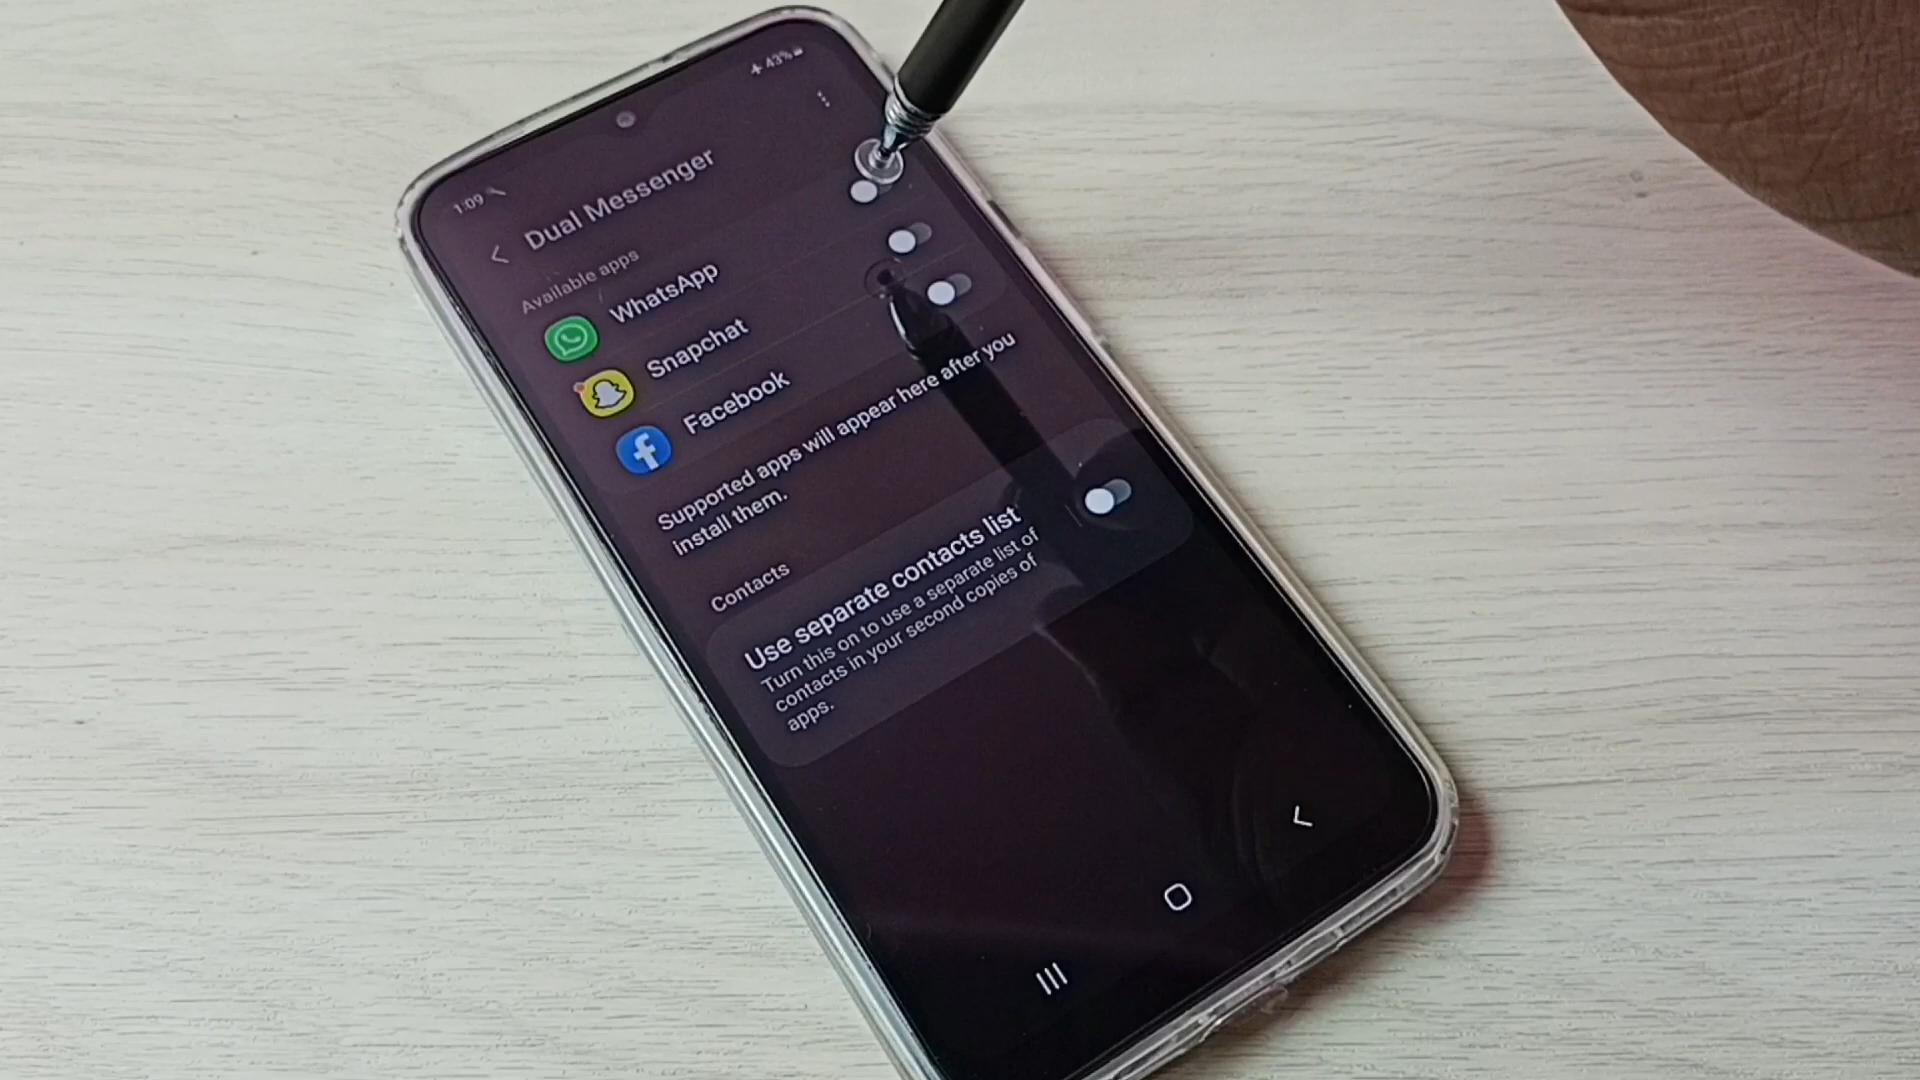 1:09
43%
Dual Messenger
Available apps
WhatsApp
Snapchat
Facebook
Supported apps will appear here after you
install them.
Contacts
Use separate contacts list
Turn this on to use a separate list of
contacts in your second copies of
apps.